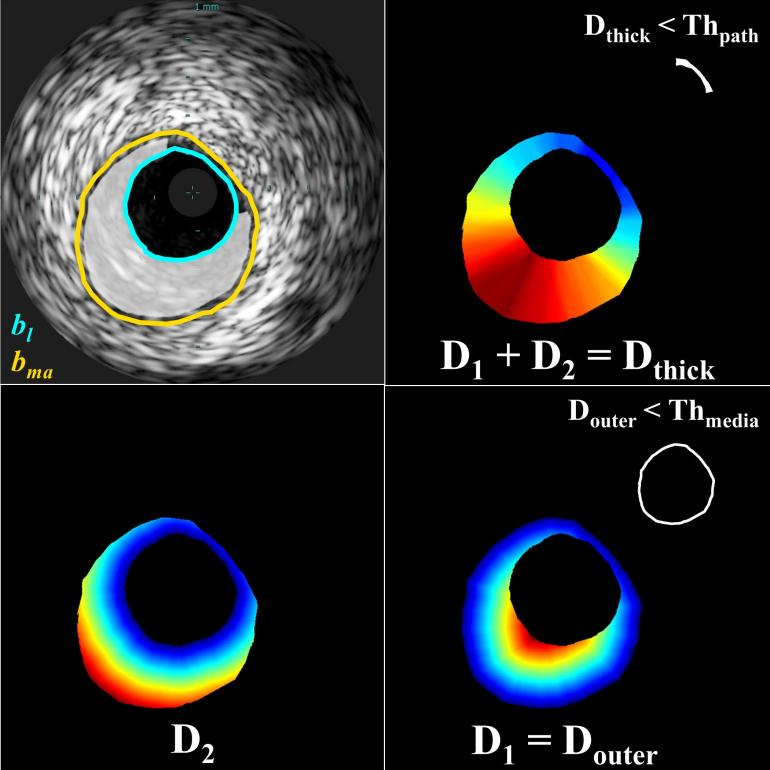 1 mm
b_l
b_ma
D_thick < Th_path
D_1 + D_2 = D_thick
D_2
D_outer < Th_media
D_1 = D_outer